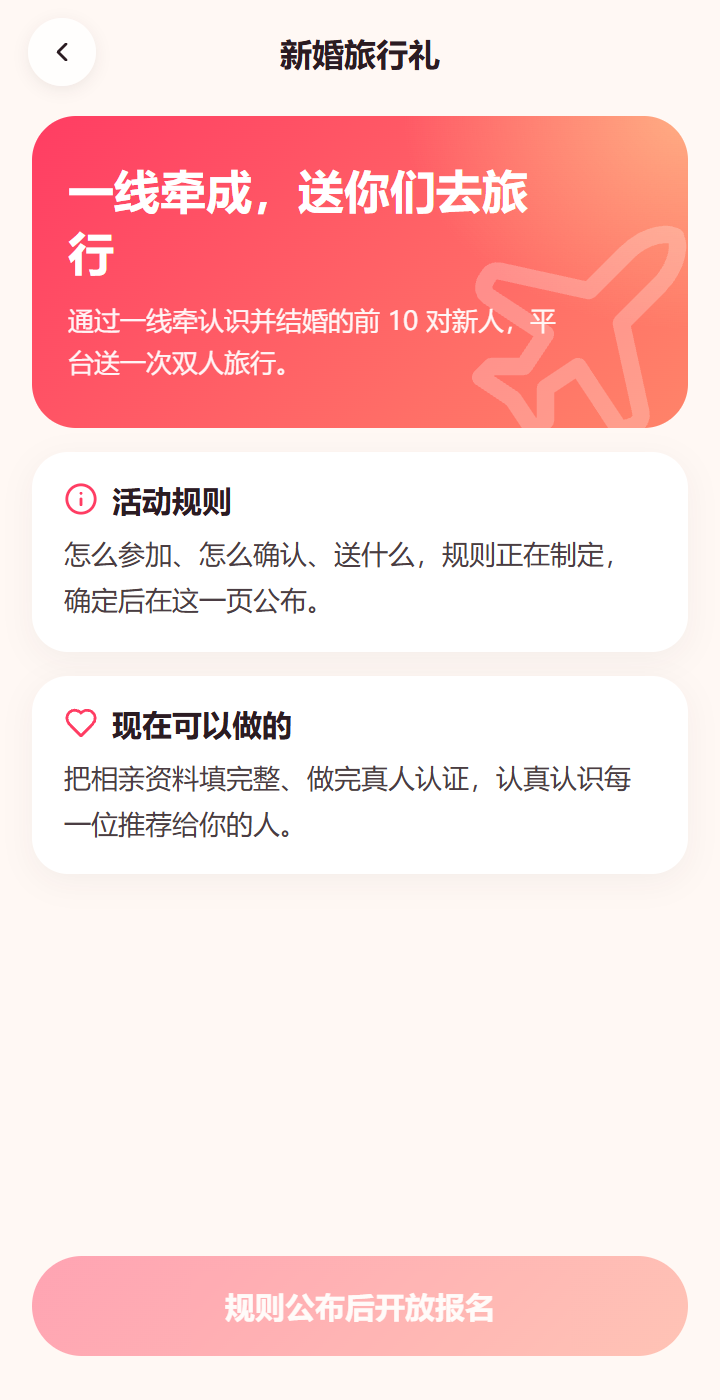 新婚旅行礼
一线牵成，送你们去旅
行
通过一线牵认识并结婚的前 10 对新人，平
台送一次双人旅行。
活动规则
怎么参加、怎么确认、送什么，规则正在制定，
确定后在这一页公布。
现在可以做的
把相亲资料填完整、做完真人认证，认真认识每
一位推荐给你的人。
规则公布后开放报名